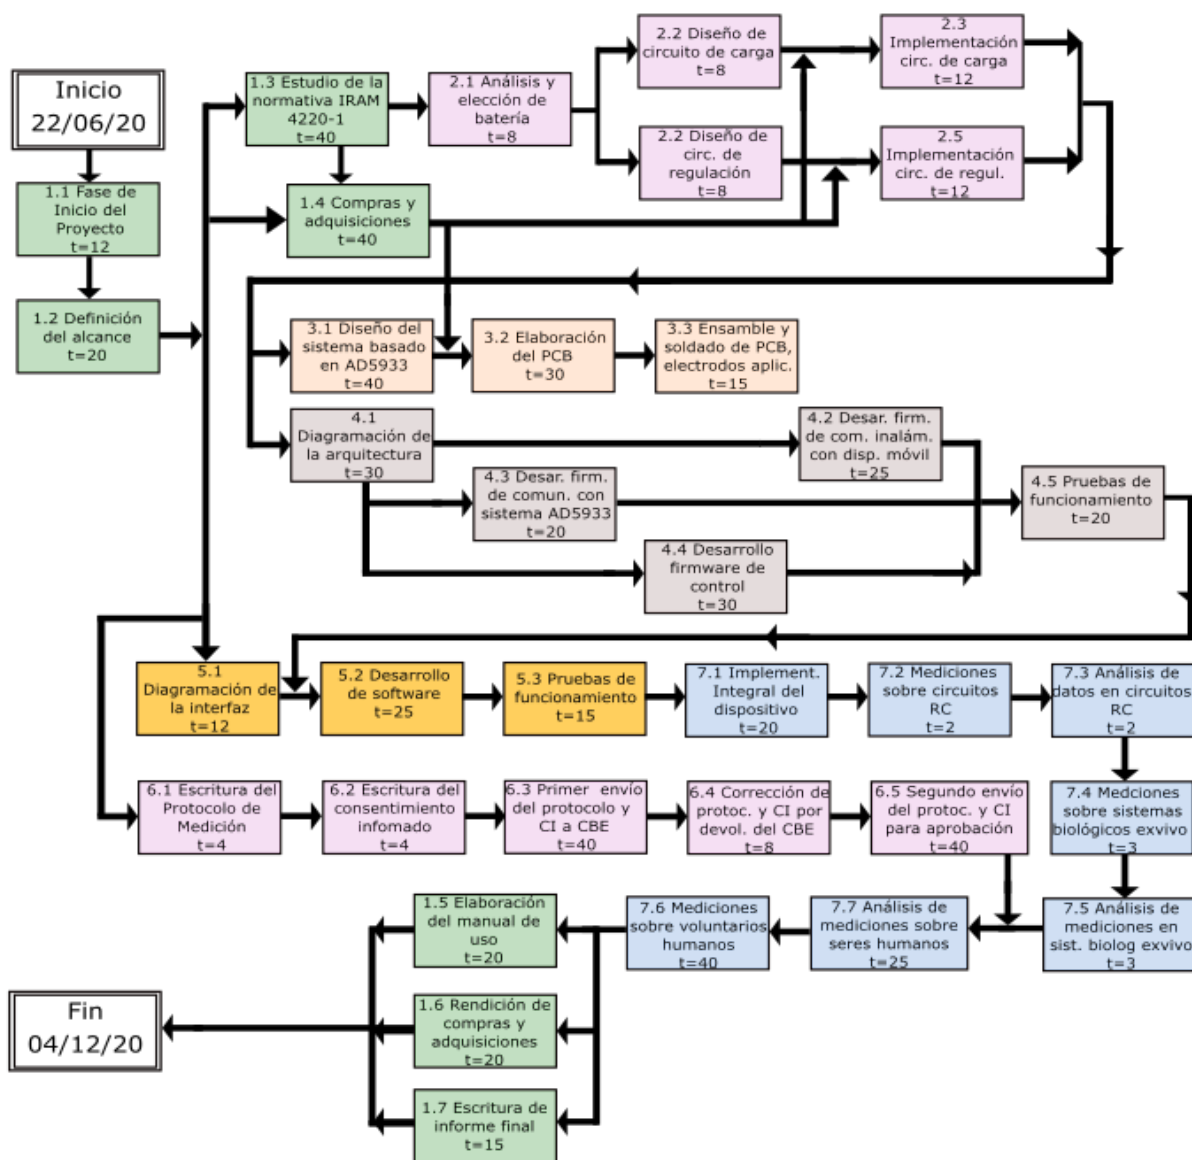 Inicio
22/06/20
1.1 Fase de
Inicio del
Proyecto
t=12
1.2 Definición
del alcance
t=20
1.3 Estudio de la
normativa IRAM
4220-1
t=40
1.4 Compras y
adquisiciones
t=40
2.1 Análisis y
elección de
batería
t=8
2.2 Diseño de
circuito de carga
t=8
2.3
Implementación
circ. de carga
t=12
2.2 Diseño de
circ. de
regulación
t=8
2.5
Implementación
circ. de regul.
t=12
3.1 Diseño del
sistema basado
en AD5933
t=40
3.2 Elaboración
del PCB
t=30
3.3 Ensamble y
soldado de PCB,
electrodos aplic.
t=15
4.1
Diagramación de
la arquitectura
t=30
4.2 Desar. firm.
de com. inalám.
con disp. móvil
t=25
4.3 Desar. firm.
de comun. con
sistema AD5933
t=20
4.4 Desarrollo
firmware de
control
t=30
4.5 Pruebas de
funcionamiento
t=20
5.1
Diagramación de
la interfaz
t=12
5.2 Desarrollo
de software
t=25
5.3 Pruebas de
funcionamiento
t=15
7.1 Implement.
Integral del
dispositivo
t=20
7.2 Mediciones
sobre circuitos
RC
t=2
7.3 Análisis de
datos en circuitos
RC
t=2
6.1 Escritura del
Protocolo de
Medición
t=4
6.2 Escritura del
consentimiento
infomado
t=4
6.3 Primer envío
del protocolo y
CI a CBE
t=40
6.4 Corrección de
protoc. y CI por
devol. del CBE
t=8
6.5 Segundo envío
del protoc. y CI
para aprobación
t=40
7.4 Medciones
sobre sistemas
biológicos exvivo
t=3
7.5 Análisis de
mediciones en
sist. biolog exvivo
t=3
7.7 Análisis de
mediciones sobre
seres humanos
t=25
7.6 Mediciones
sobre voluntarios
humanos
t=40
1.5 Elaboración
del manual de
uso
t=20
1.6 Rendición de
compras y
adquisiciones
t=20
1.7 Escritura de
informe final
t=15
Fin
04/12/20